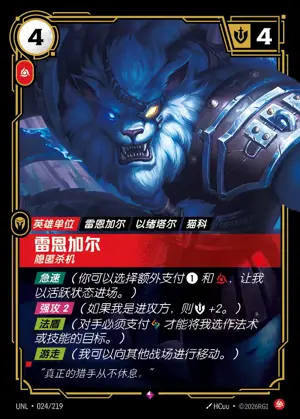 4
4
英雄单位 雷恩加尔 以绪塔尔 猫科
雷恩加尔
隐匿杀机
急速 (你可以选择额外支付 1 和 , 让我
以活跃状态进场。)
强攻 2 (如果我是进攻方, 则 +2。)
法盾 (对手必须支付 才能将我选作法术
或技能的目标。)
游走 (我可以向其他战场进行移动。)
“真正的猎手从不休息。”
UNL · 024/219
HCuu · ©2026RGI